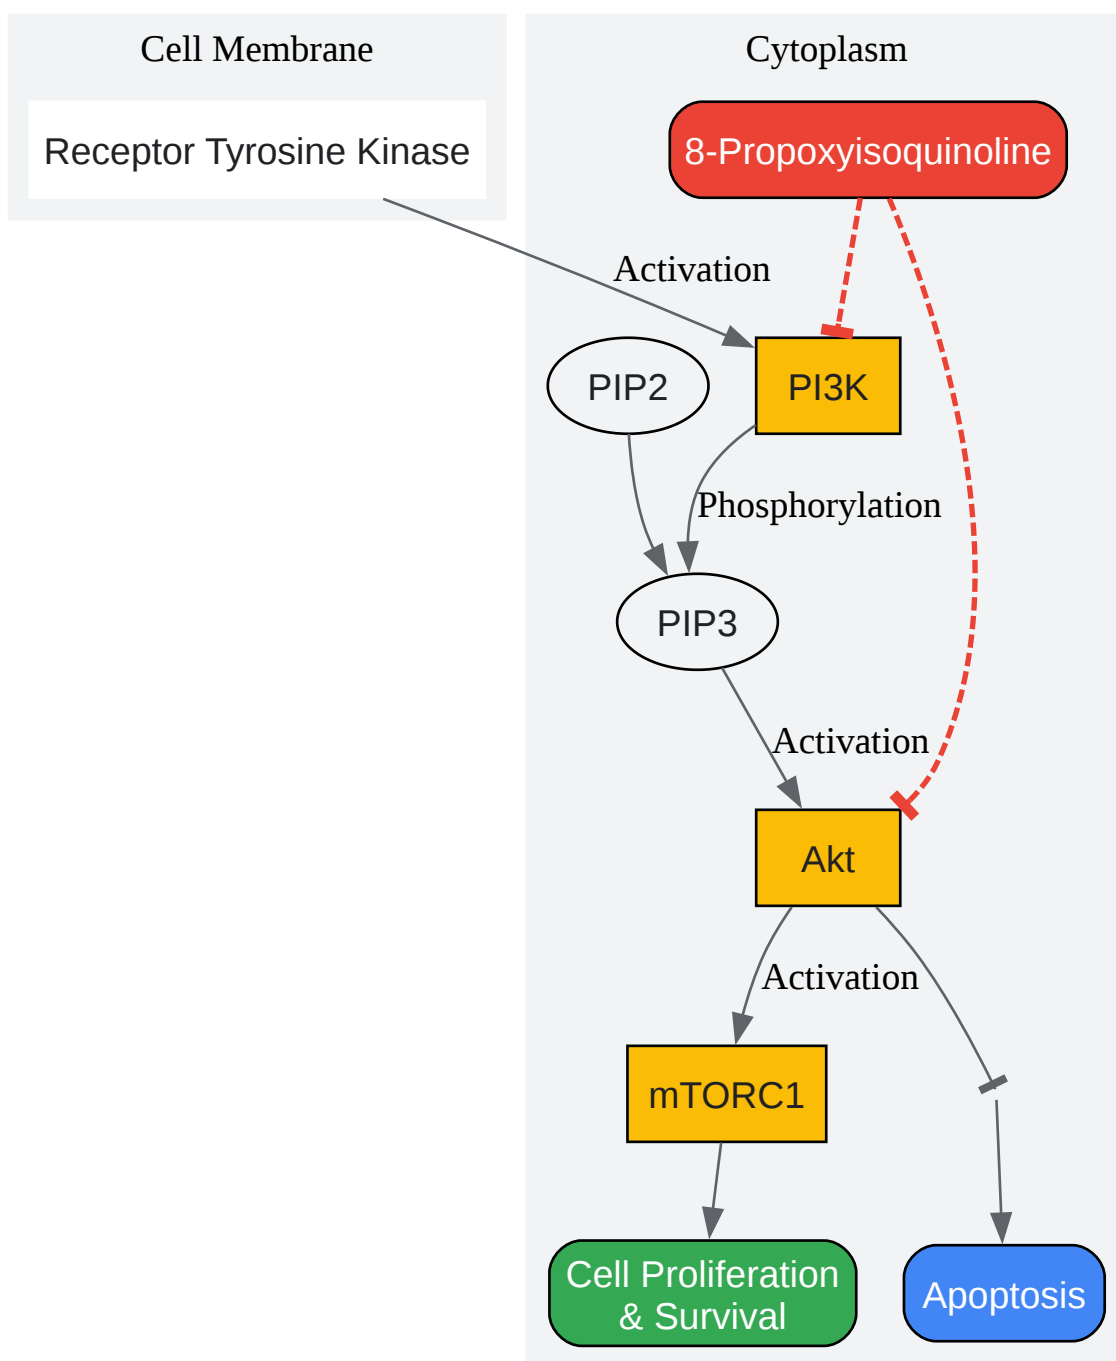 Cell Membrane
Cytoplasm
Receptor Tyrosine Kinase
8-Propoxyisoquinoline
Activation
PIP2
PI3K
Phosphorylation
PIP3
Activation
Akt
Activation
mTORC1
Cell Proliferation
& Survival
Apoptosis